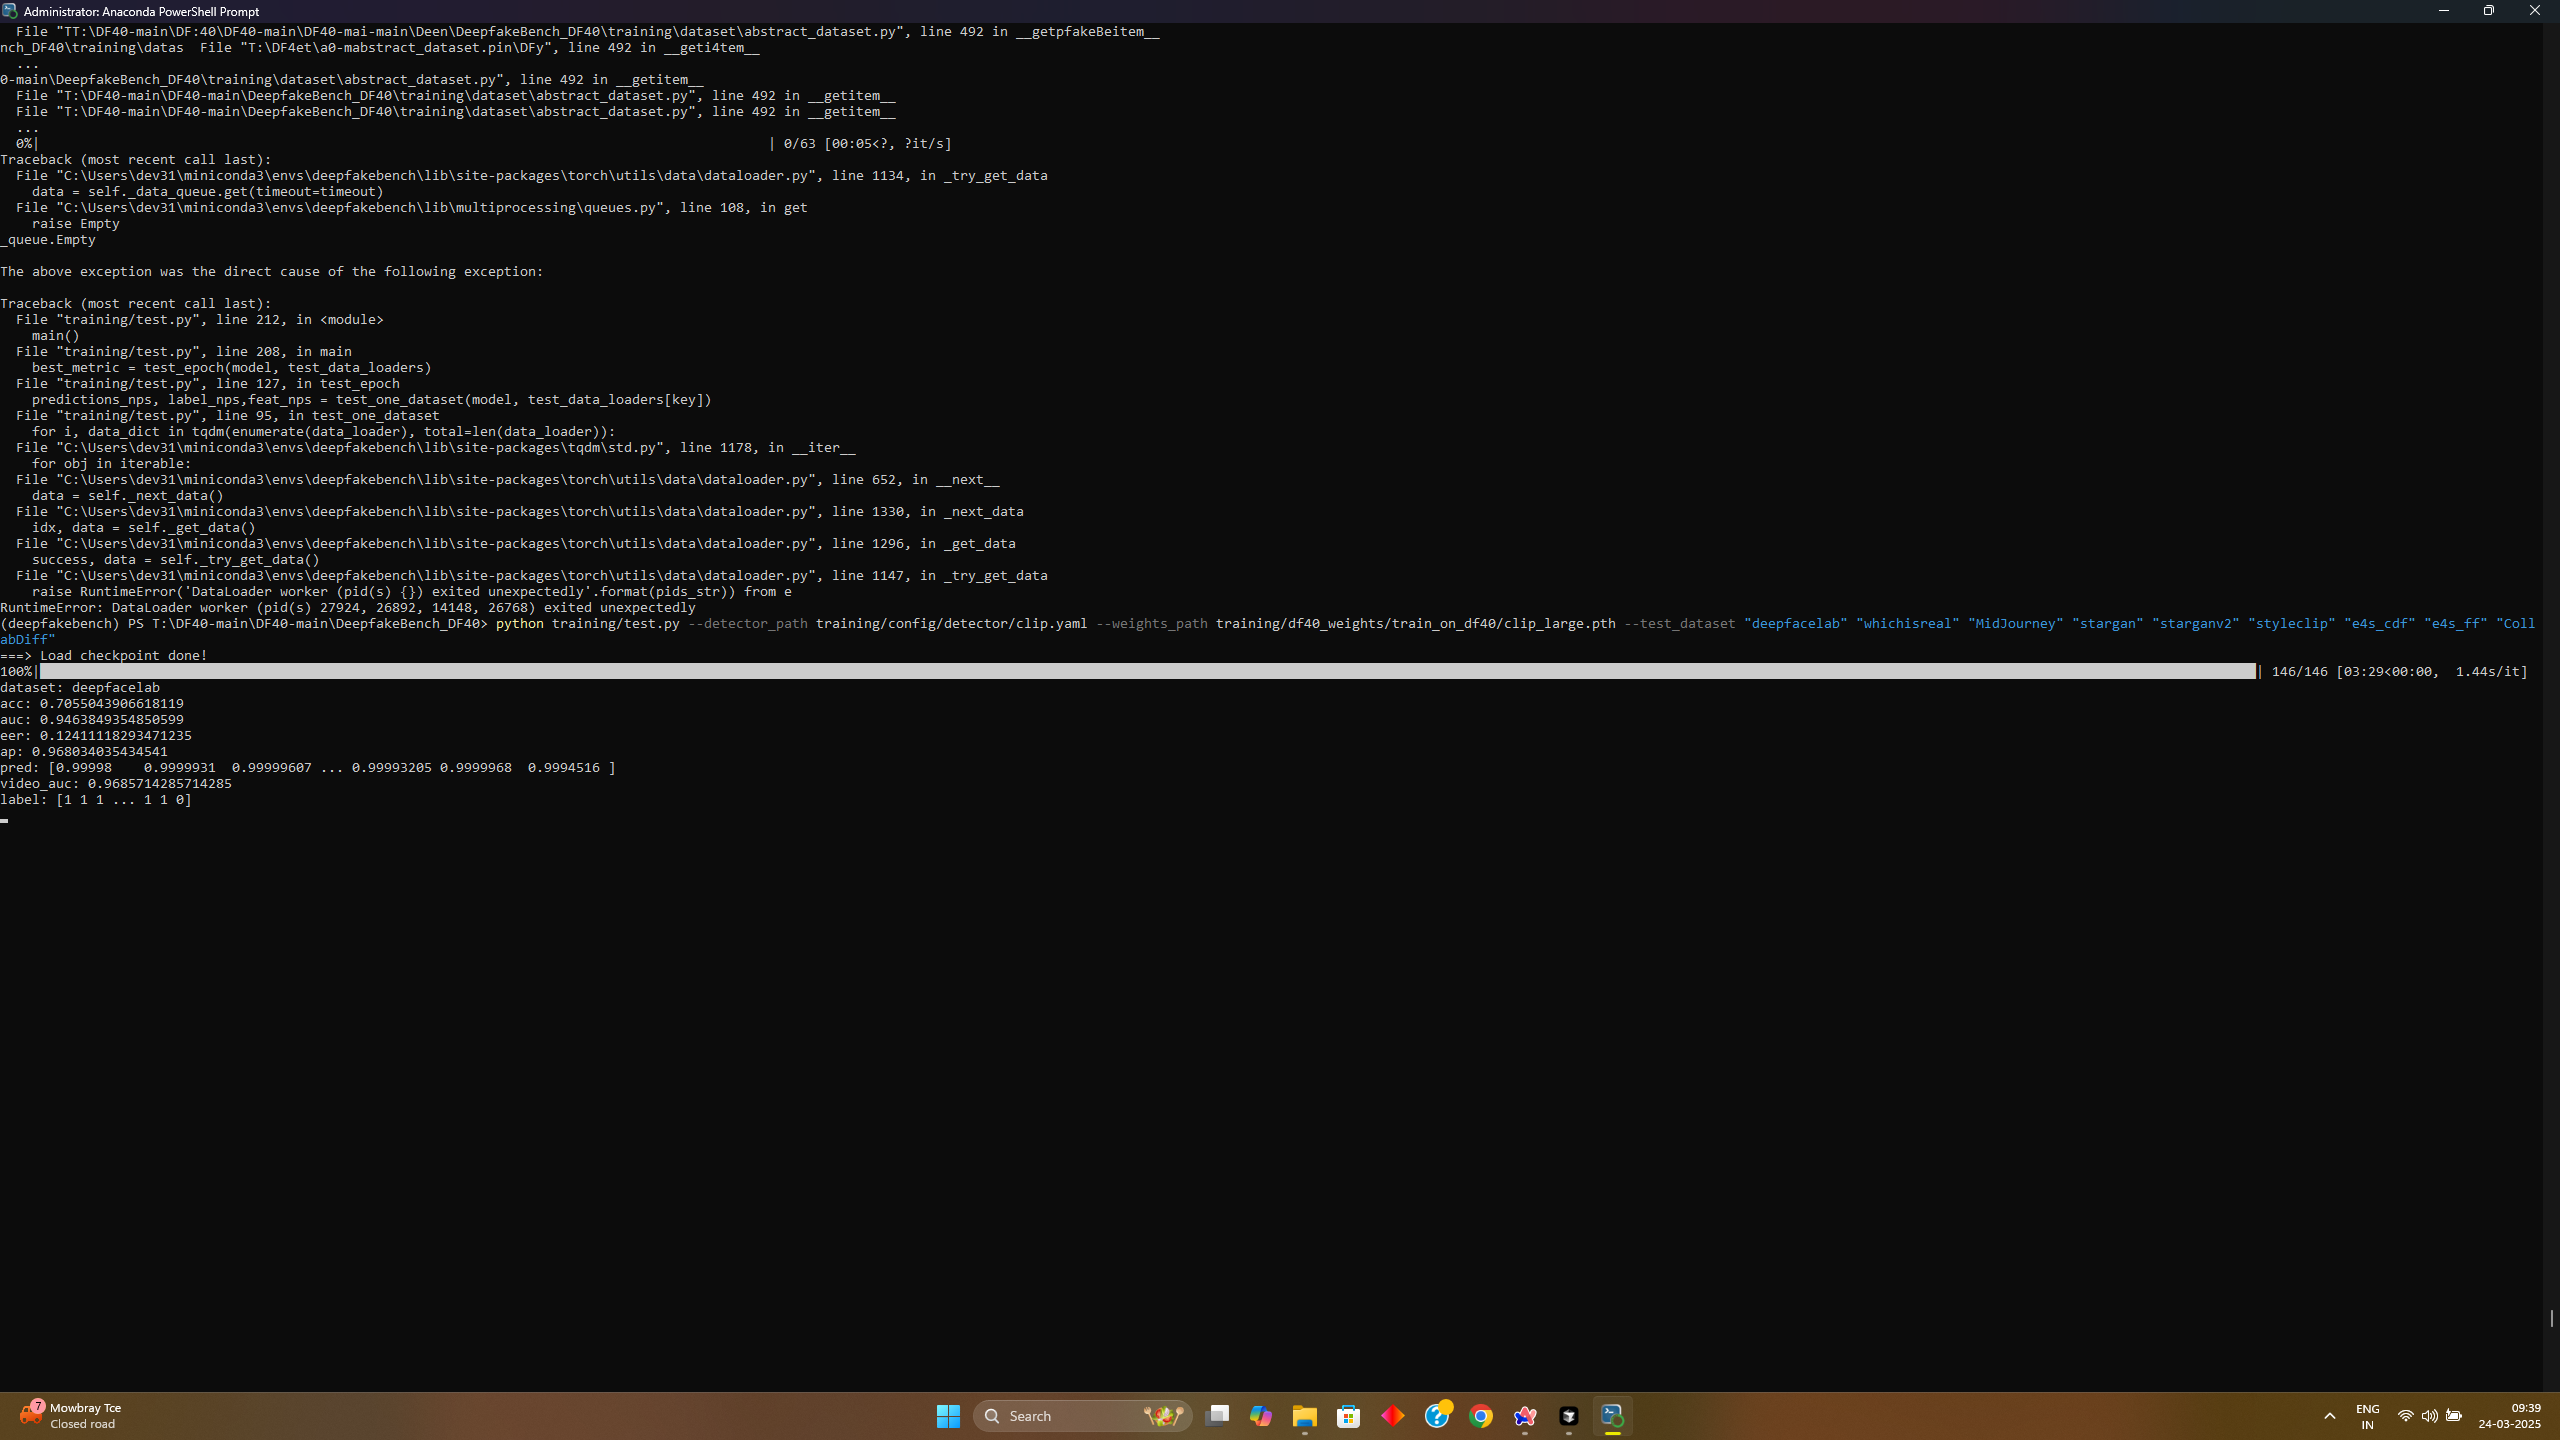 Administrator: Anaconda PowerShell Prompt
  File "TT:\DF40-main\DF:40\DF40-main\DF40-mai-main\Deen\DeepfakeBench_DF40\training\dataset\abstract_dataset.py", line 492 in __getpfakeBeitem__
nch_DF40\training\datas  File "T:\DF4et\a0-mabstract_dataset.pin\DFy", line 492 in __geti4tem__
  ...
0-main\DeepfakeBench_DF40\training\dataset\abstract_dataset.py", line 492 in __getitem__
  File "T:\DF40-main\DF40-main\DeepfakeBench_DF40\training\dataset\abstract_dataset.py", line 492 in __getitem__
  File "T:\DF40-main\DF40-main\DeepfakeBench_DF40\training\dataset\abstract_dataset.py", line 492 in __getitem__
  ...
  0%| | 0/63 [00:05<?, ?it/s]
Traceback (most recent call last):
  File "C:\Users\dev31\miniconda3\envs\deepfakebench\lib\site-packages\torch\utils\data\dataloader.py", line 1134, in _try_get_data
    data = self._data_queue.get(timeout=timeout)
  File "C:\Users\dev31\miniconda3\envs\deepfakebench\lib\multiprocessing\queues.py", line 108, in get
    raise Empty
_queue.Empty

The above exception was the direct cause of the following exception:

Traceback (most recent call last):
  File "training/test.py", line 212, in <module>
    main()
  File "training/test.py", line 208, in main
    best_metric = test_epoch(model, test_data_loaders)
  File "training/test.py", line 127, in test_epoch
    predictions_nps, label_nps,feat_nps = test_one_dataset(model, test_data_loaders[key])
  File "training/test.py", line 95, in test_one_dataset
    for i, data_dict in tqdm(enumerate(data_loader), total=len(data_loader)):
  File "C:\Users\dev31\miniconda3\envs\deepfakebench\lib\site-packages\tqdm\std.py", line 1178, in __iter__
    for obj in iterable:
  File "C:\Users\dev31\miniconda3\envs\deepfakebench\lib\site-packages\torch\utils\data\dataloader.py", line 652, in __next__
    data = self._next_data()
  File "C:\Users\dev31\miniconda3\envs\deepfakebench\lib\site-packages\torch\utils\data\dataloader.py", line 1330, in _next_data
    idx, data = self._get_data()
  File "C:\Users\dev31\miniconda3\envs\deepfakebench\lib\site-packages\torch\utils\data\dataloader.py", line 1296, in _get_data
    success, data = self._try_get_data()
  File "C:\Users\dev31\miniconda3\envs\deepfakebench\lib\site-packages\torch\utils\data\dataloader.py", line 1147, in _try_get_data
    raise RuntimeError('DataLoader worker (pid(s) {}) exited unexpectedly'.format(pids_str)) from e
RuntimeError: DataLoader worker (pid(s) 27924, 26892, 14148, 26768) exited unexpectedly
(deepfakebench) PS T:\DF40-main\DF40-main\DeepfakeBench_DF40> python training/test.py --detector_path training/config/detector/clip.yaml --weights_path training/df40_weights/train_on_df40/clip_large.pth --test_dataset "deepfacelab" "whichisreal" "MidJourney" "stargan" "starganv2" "styleclip" "e4s_cdf" "e4s_ff" "Coll
abDiff"
===> Load checkpoint done!
100%| | 146/146 [03:29<00:00,  1.44s/it]
dataset: deepfacelab
acc: 0.7055043906618119
auc: 0.9463849354850599
eer: 0.12411118293471235
ap: 0.968034035434541
pred: [0.99998    0.9999931  0.99999607 ... 0.99993205 0.9999968  0.9994516 ]
video_auc: 0.9685714285714285
label: [1 1 1 ... 1 1 0]
7
Mowbray Tce
Closed road
Search
ENG
IN
09:39
24-03-2025